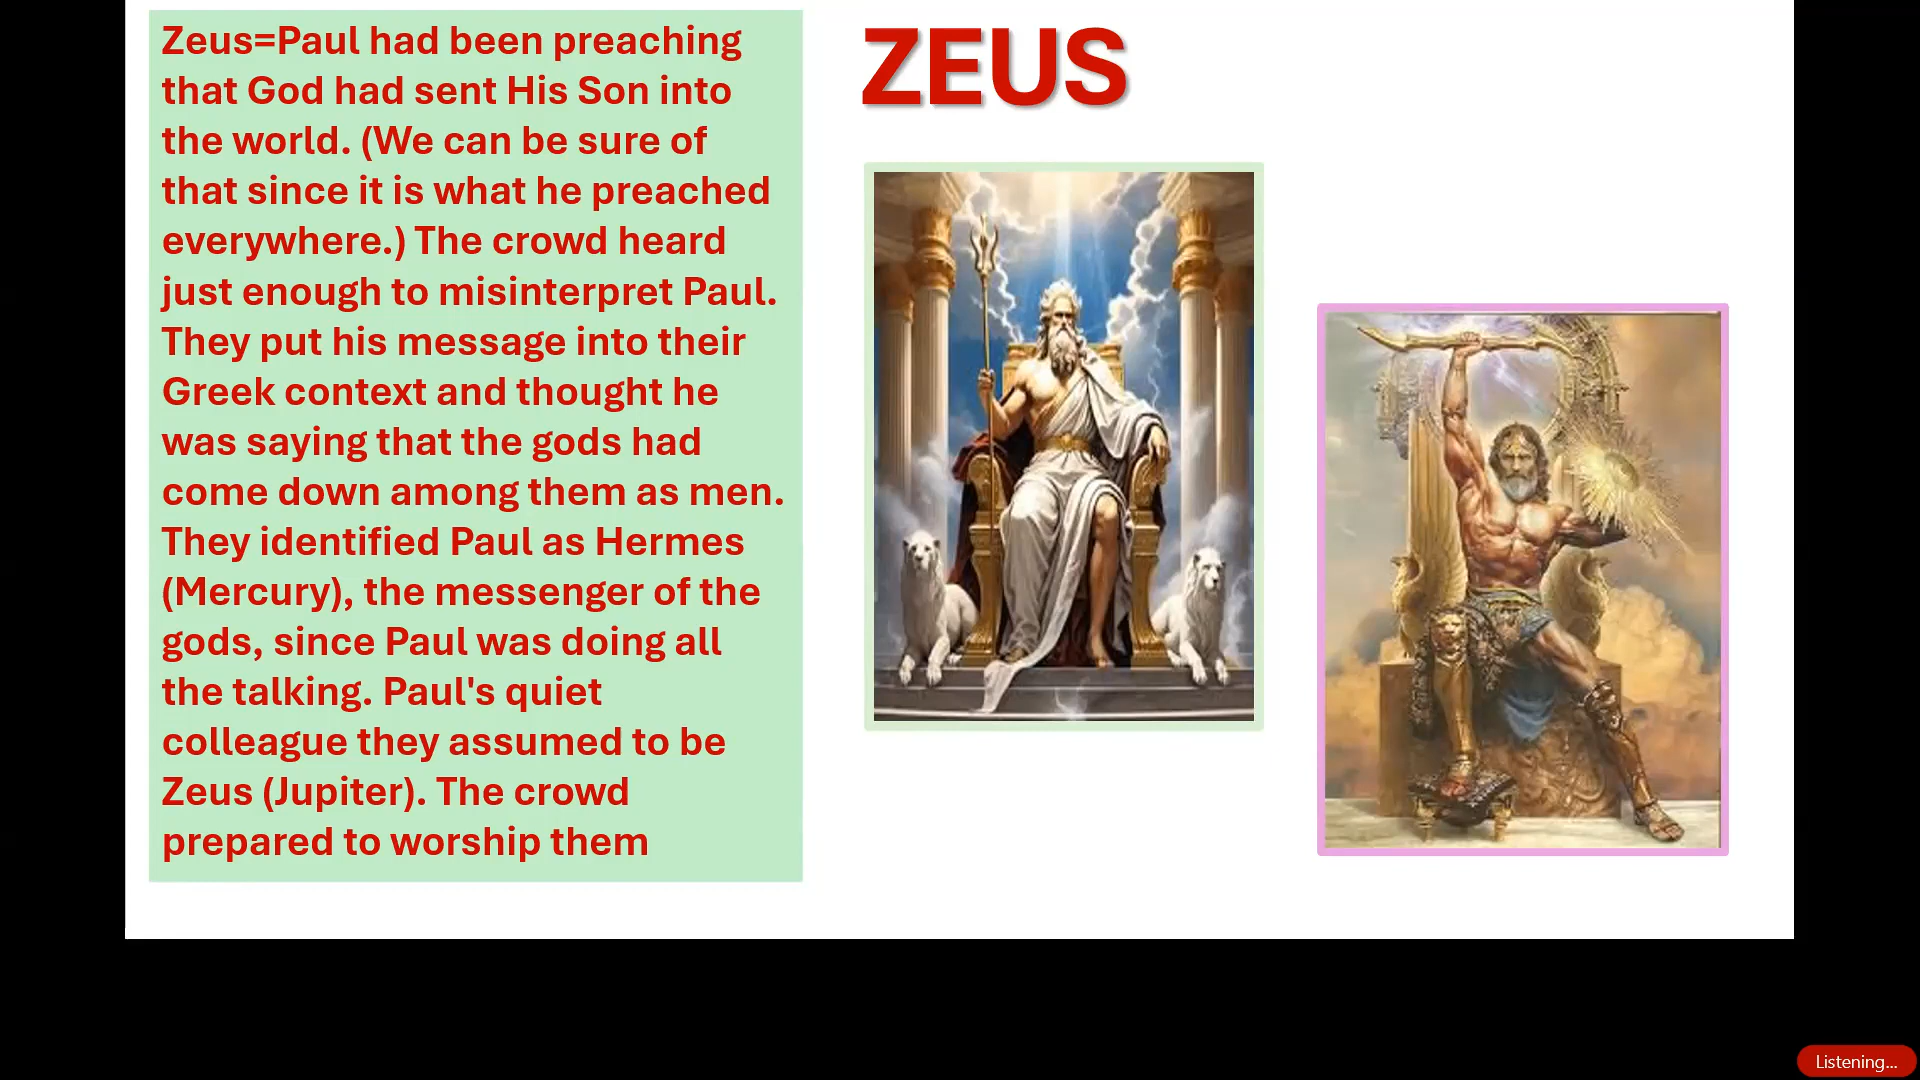 Zeus=Paul had been preaching
that God had sent His Son into
the world. (We can be sure of
that since it is what he preached
everywhere.) The crowd heard
just enough to misinterpret Paul.
They put his message into their
Greek context and thought he
was saying that the gods had
come down among them as men.
They identified Paul as Hermes
(Mercury), the messenger of the
gods, since Paul was doing all
the talking. Paul's quiet
colleague they assumed to be
Zeus (Jupiter). The crowd
prepared to worship them
ZEUS
Listening...